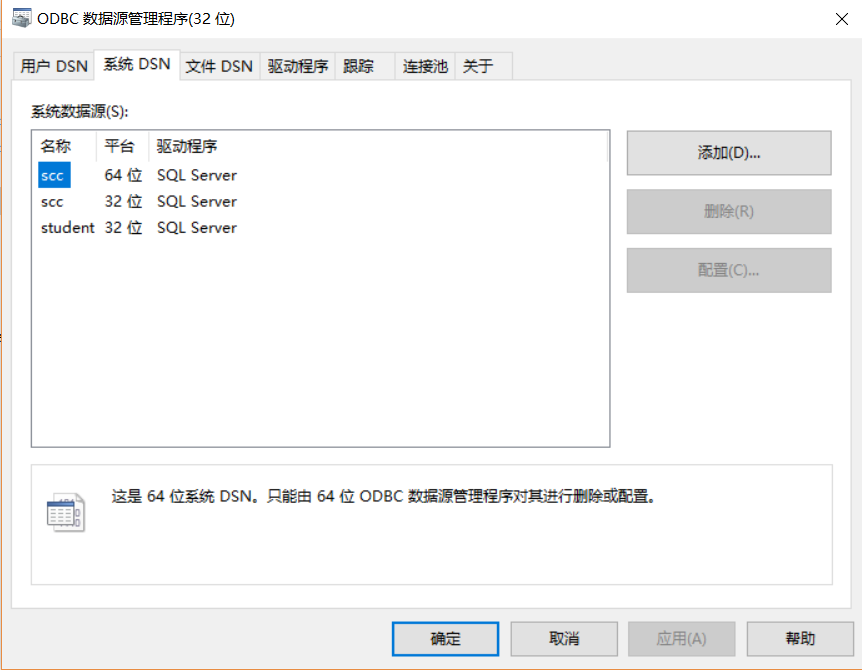 ODBC 数据源管理程序(32 位)
用户 DSN 系统 DSN 文件 DSN 驱动程序 跟踪 连接池 关于
系统数据源(S):
名称 平台 驱动程序
scc 64 位 SQL Server
scc 32 位 SQL Server
student 32 位 SQL Server
添加(D)...
删除(R)
配置(C)...
这是 64 位系统 DSN。只能由 64 位 ODBC 数据源管理程序对其进行删除或配置。
确定 取消 应用(A) 帮助